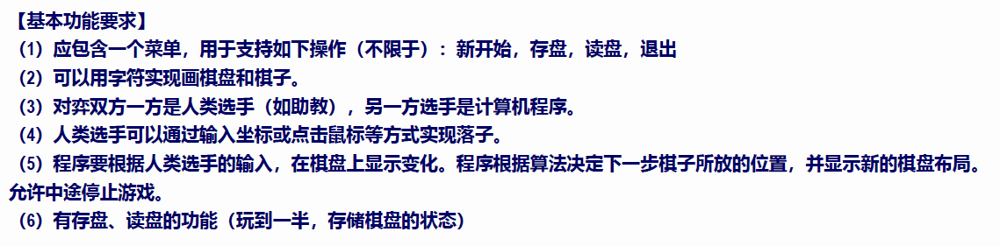 【基本功能要求】
（1）应包含一个菜单，用于支持如下操作（不限于）：新开始，存盘，读盘，退出
（2）可以用字符实现画棋盘和棋子。
（3）对弈双方一方是人类选手（如助教），另一方选手是计算机程序。
（4）人类选手可以通过输入坐标或点击鼠标等方式实现落子。
（5）程序要根据人类选手的输入，在棋盘上显示变化。程序根据算法决定下一步棋子所放的位置，并显示新的棋盘布局。
允许中途停止游戏。
（6）有存盘、读盘的功能（玩到一半，存储棋盘的状态）